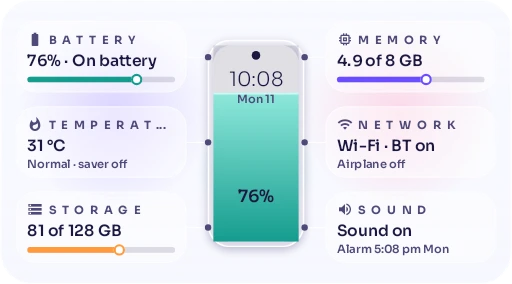 BATTERY
76% · On battery
TEMPERAT...
31 °C
Normal · saver off
STORAGE
81 of 128 GB
10:08
Mon 11
76%
MEMORY
4.9 of 8 GB
NETWORK
Wi-Fi · BT on
Airplane off
SOUND
Sound on
Alarm 5:08 pm Mon